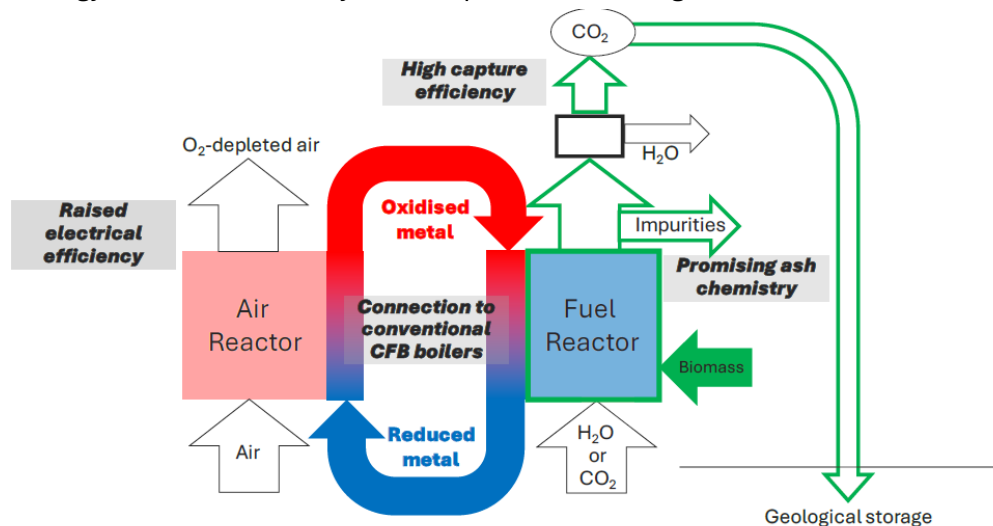 CO₂
High capture
efficiency
H₂O
O₂-depleted air
Raised
electrical
efficiency
Oxidised
metal
Impurities
Promising ash
chemistry
Air
Reactor
Connection to
conventional
CFB boilers
Fuel
Reactor
Biomass
Air
Reduced
metal
H₂O
or
CO₂
Geological storage